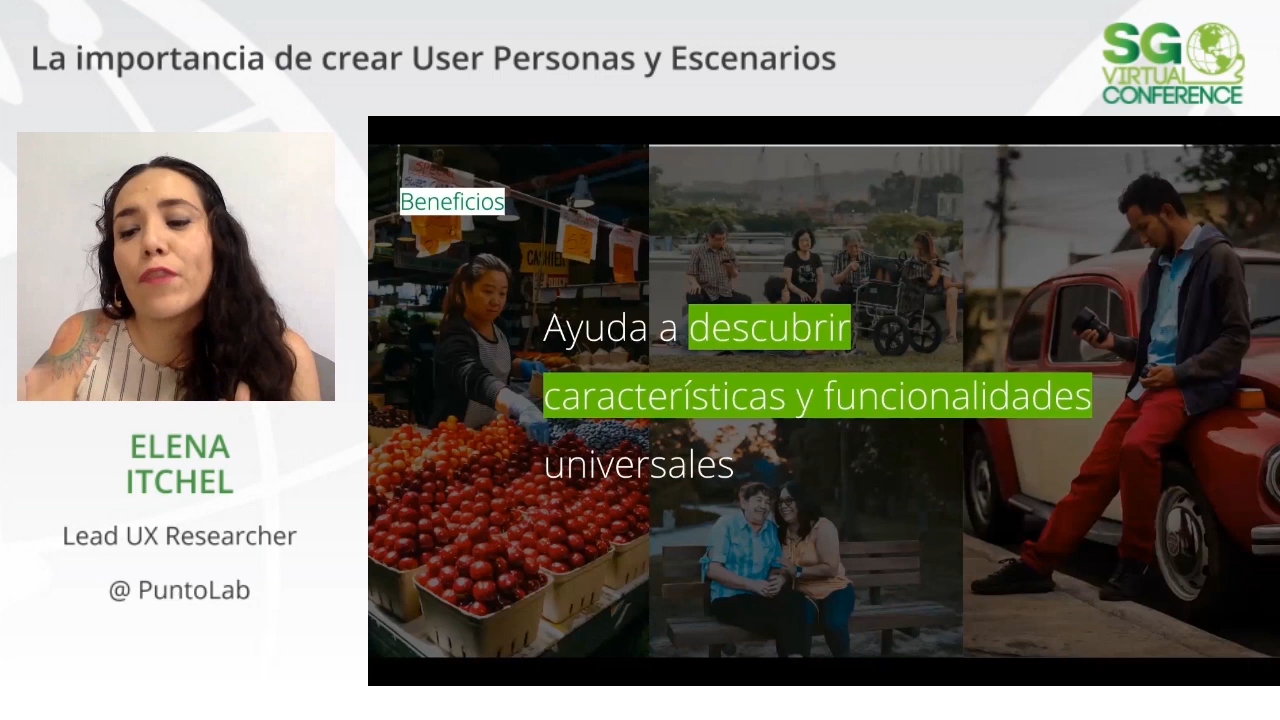 La importancia de crear User Personas y Escenarios
SG
VIRTUAL
CONFERENCE
Beneficios
CASHIER
Ayuda a descubrir
características y funcionalidades
universales
ELENA
ITCHEL
Lead UX Researcher
@ PuntoLab